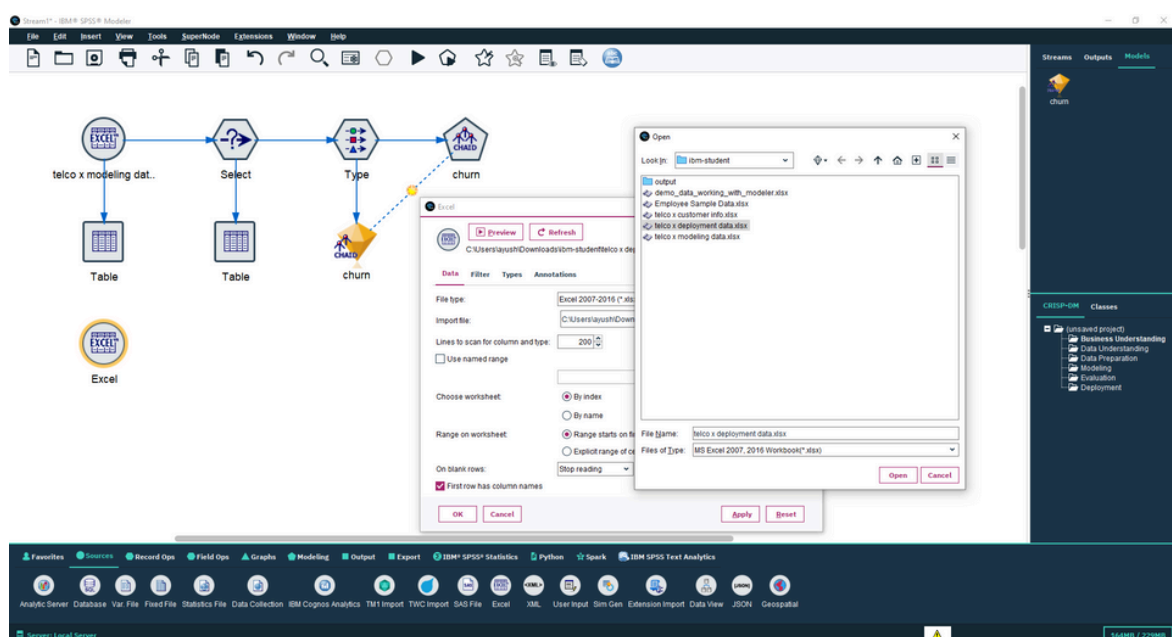 Stream1* - IBM® SPSS® Modeler
File Edit Insert View Tools SuperNode Extensions Window Help
Streams Outputs Models
churn
EXCEL™
CHAID
telco x modeling dat..
Select
Type
churn
CHAID
Table
Table
churn
EXCEL™
Excel
Excel
Preview Refresh
C:\Users\ayush\Downloads\ibm-student\telco x dep
Data Filter Types Annotations
File type: Excel 2007-2016 (*.xls
Import file: C:\Users\ayush\Down
Lines to scan for column and type: 200
Use named range
Choose worksheet: By index
By name
Range on worksheet: Range starts on fi
Explicit range of ce
On blank rows: Stop reading
First row has column names
OK Cancel Apply Reset
Open
Look In: ibm-student
output
demo_data_working_with_modeler.xlsx
Employee Sample Data.xlsx
telco x customer info.xlsx
telco x deployment data.xlsx
telco x modeling data.xlsx
File Name: telco x deployment data.xlsx
Files of Type: MS Excel 2007, 2016 Workbook(*.xlsx)
Open Cancel
CRISP-DM Classes
(unsaved project)
Business Understanding
Data Understanding
Data Preparation
Modeling
Evaluation
Deployment
Favorites Sources Record Ops Field Ops Graphs Modeling Output Export IBM® SPSS® Statistics Python Spark IBM SPSS Text Analytics
SQL EXCEL <XML> JSON
Analytic Server Database Var. File Fixed File Statistics File Data Collection IBM Cognos Analytics TM1 Import TWC Import SAS File Excel XML User Input Sim Gen Extension Import Data View JSON Geospatial
Server: Local Server
164MB / 229MB